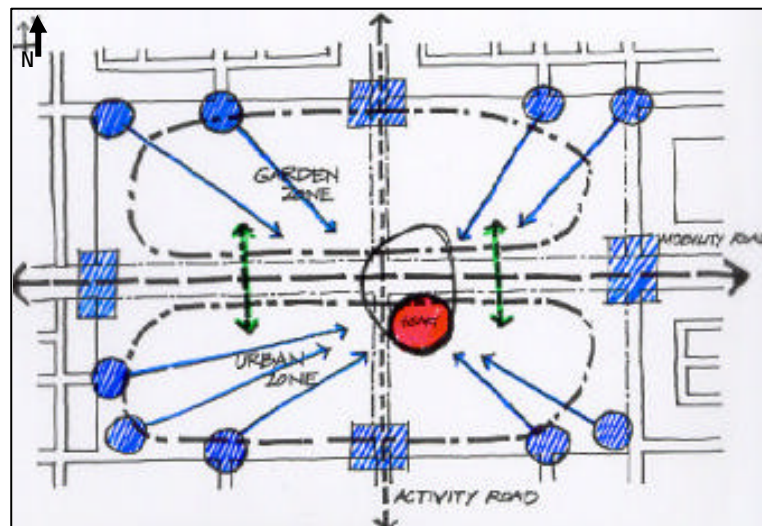 N
GARDEN
ZONE
MOBILITY ROAD
URBAN
ZONE
ACTIVITY ROAD